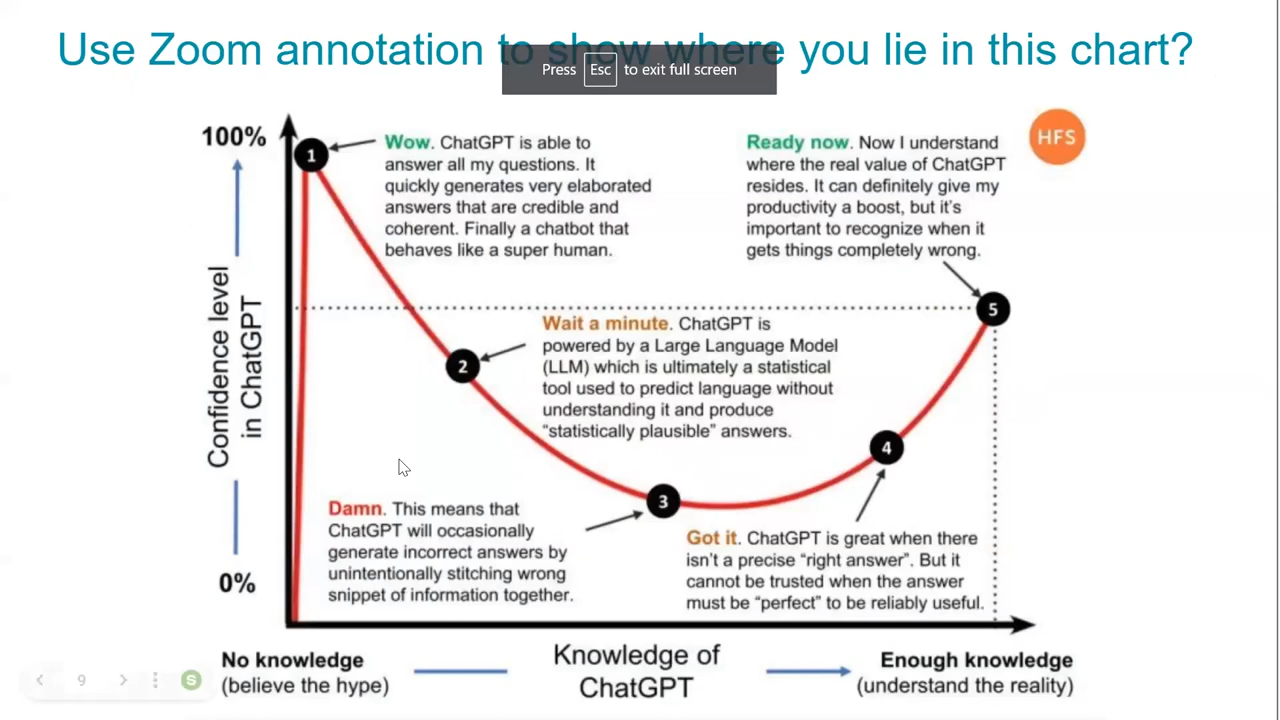 Use Zoom annotation to show where you lie in this chart?
Press Esc to exit full screen
100%
HFS
1
Wow. ChatGPT is able to
answer all my questions. It
quickly generates very elaborated
answers that are credible and
coherent. Finally a chatbot that
behaves like a super human.
Ready now. Now I understand
where the real value of ChatGPT
resides. It can definitely give my
productivity a boost, but it's
important to recognize when it
gets things completely wrong.
5
Confidence level
in ChatGPT
2
Wait a minute. ChatGPT is
powered by a Large Language Model
(LLM) which is ultimately a statistical
tool used to predict language without
understanding it and produce
"statistically plausible" answers.
4
3
Damn. This means that
ChatGPT will occasionally
generate incorrect answers by
unintentionally stitching wrong
snippet of information together.
Got it. ChatGPT is great when there
isn't a precise "right answer". But it
cannot be trusted when the answer
must be "perfect" to be reliably useful.
0%
No knowledge
(believe the hype)
Knowledge of
ChatGPT
Enough knowledge
(understand the reality)
9
S